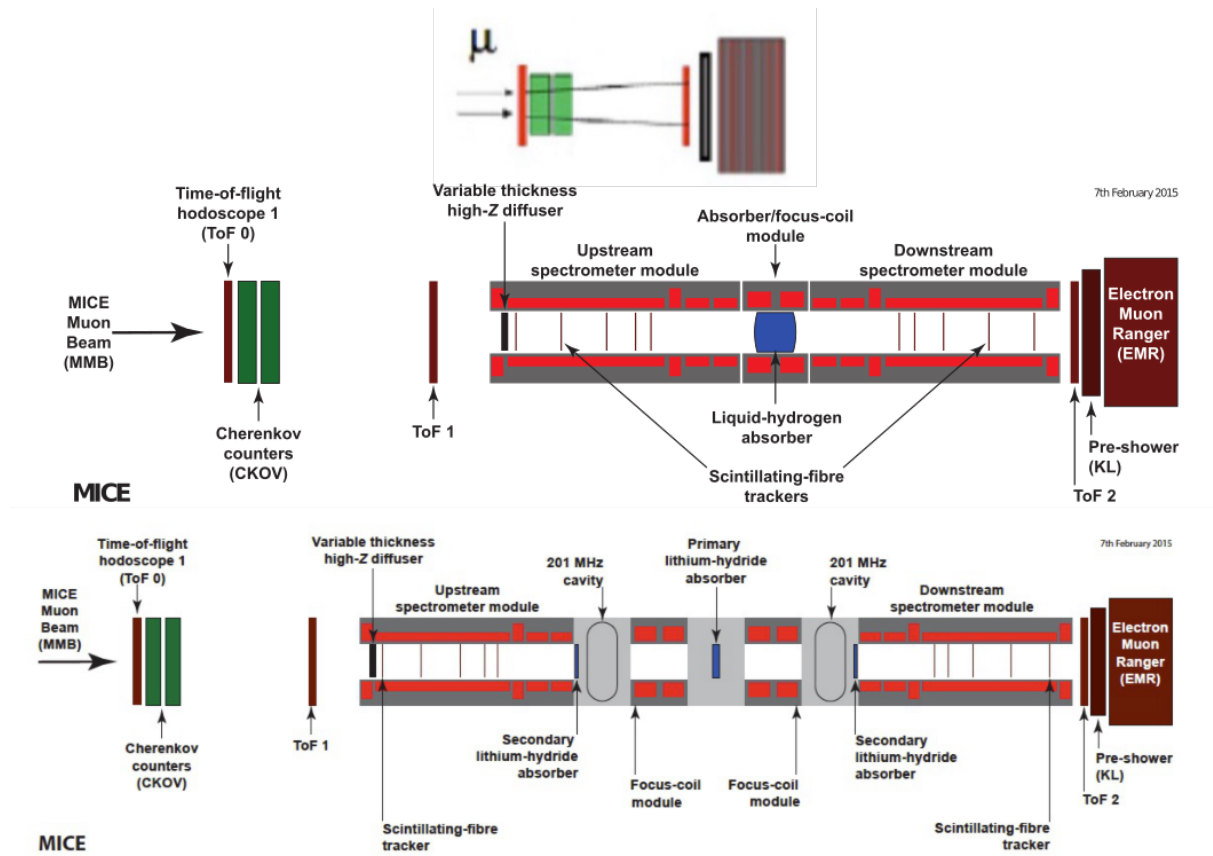 μ
Variable thickness
high-Z diffuser
7th February 2015
Time-of-flight
hodoscope 1
(ToF 0)
Absorber/focus-coil
module
Upstream
spectrometer module
Downstream
spectrometer module
MICE
Muon
Beam
(MMB)
Electron
Muon
Ranger
(EMR)
Cherenkov
counters
(CKOV)
ToF 1
Liquid-hydrogen
absorber
Scintillating-fibre
trackers
Pre-shower
(KL)
ToF 2
MICE
Time-of-flight
hodoscope 1
(ToF 0)
Variable thickness
high-Z diffuser
201 MHz
cavity
Primary
lithium-hydride
absorber
201 MHz
cavity
7th February 2015
MICE
Muon
Beam
(MMB)
Upstream
spectrometer module
Downstream
spectrometer module
Electron
Muon
Ranger
(EMR)
Cherenkov
counters
(CKOV)
ToF 1
Secondary
lithium-hydride
absorber
Focus-coil
module
Focus-coil
module
Secondary
lithium-hydride
absorber
Pre-shower
(KL)
ToF 2
Scintillating-fibre
tracker
Scintillating-fibre
tracker
MICE